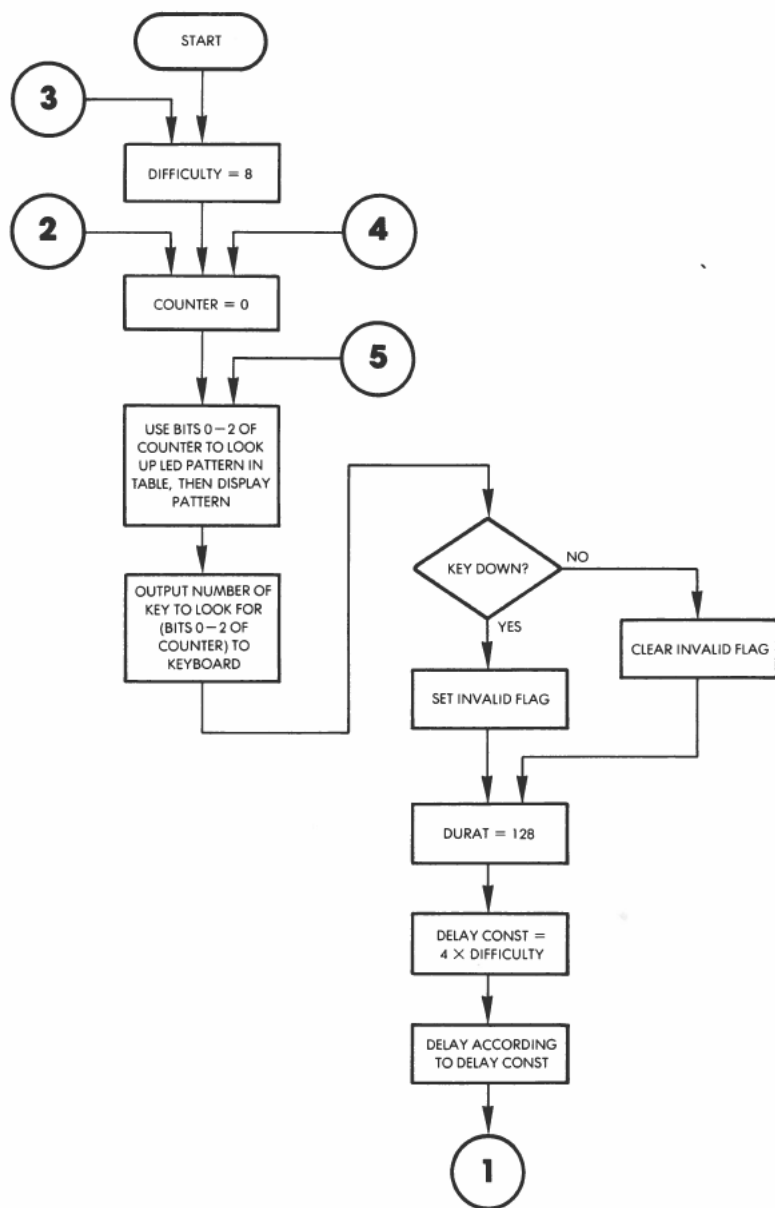 START
3
DIFFICULTY = 8
2
4
COUNTER = 0
5
USE BITS 0–2 OF
COUNTER TO LOOK
UP LED PATTERN IN
TABLE, THEN DISPLAY
PATTERN
OUTPUT NUMBER OF
KEY TO LOOK FOR
(BITS 0–2 OF
COUNTER) TO
KEYBOARD
KEY DOWN?
NO
YES
CLEAR INVALID FLAG
SET INVALID FLAG
DURAT = 128
DELAY CONST =
4 × DIFFICULTY
DELAY ACCORDING
TO DELAY CONST
1